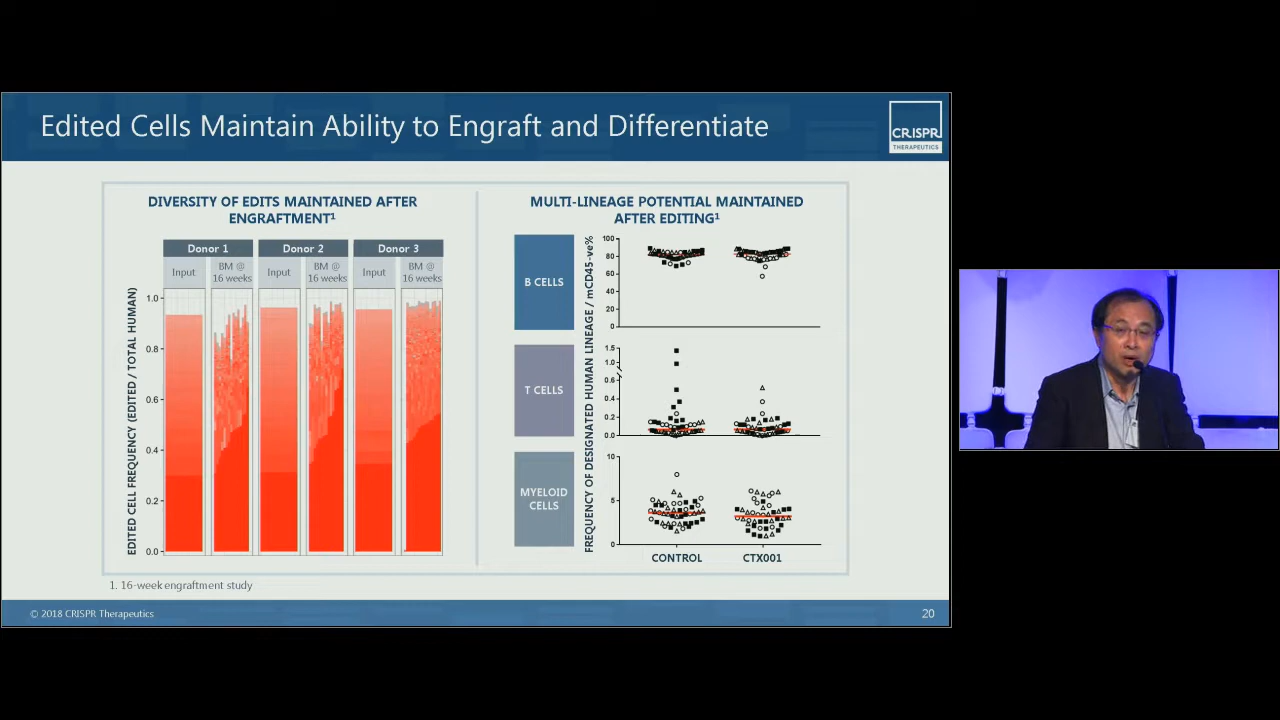 Edited Cells Maintain Ability to Engraft and Differentiate
CRISPR
THERAPEUTICS
DIVERSITY OF EDITS MAINTAINED AFTER
ENGRAFTMENT¹
Donor 1
Donor 2
Donor 3
Input
BM @
16 weeks
Input
BM @
16 weeks
Input
BM @
16 weeks
EDITED CELL FREQUENCY (EDITED / TOTAL HUMAN)
1.0
0.8
0.6
0.4
0.2
0.0
MULTI-LINEAGE POTENTIAL MAINTAINED
AFTER EDITING¹
B CELLS
T CELLS
MYELOID
CELLS
FREQUENCY OF DESIGNATED HUMAN LINEAGE / mCD45-ve%
100
80
60
40
20
0
1.5
1.0
0.6
0.4
0.2
0.0
10
5
0
CONTROL
CTX001
1. 16-week engraftment study
© 2018 CRISPR Therapeutics
20